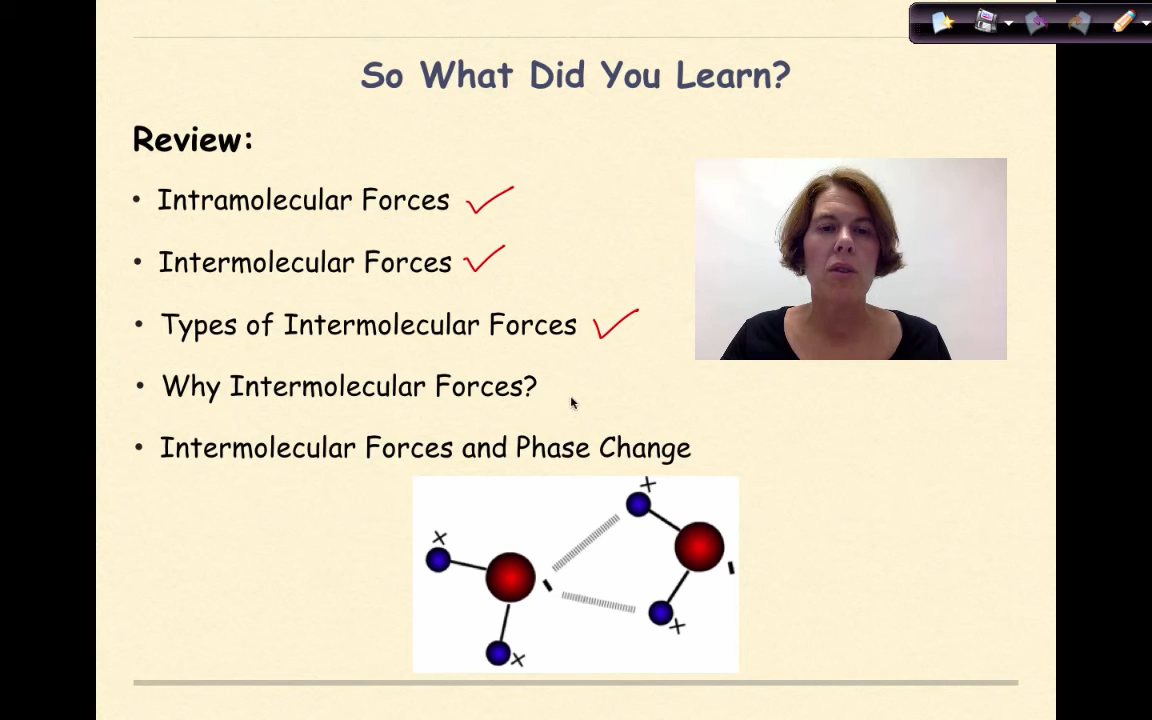 So What Did You Learn?
Review:
• Intramolecular Forces
• Intermolecular Forces
• Types of Intermolecular Forces
• Why Intermolecular Forces?
• Intermolecular Forces and Phase Change
+
-
+
+
-
+